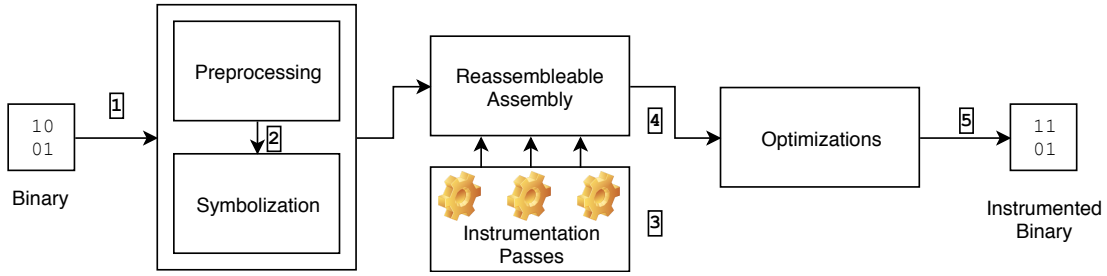 Preprocessing
Symbolization
1
2
10
01
Binary
Reassembleable
Assembly
Instrumentation
Passes
3
4
Optimizations
5
11
01
Instrumented
Binary